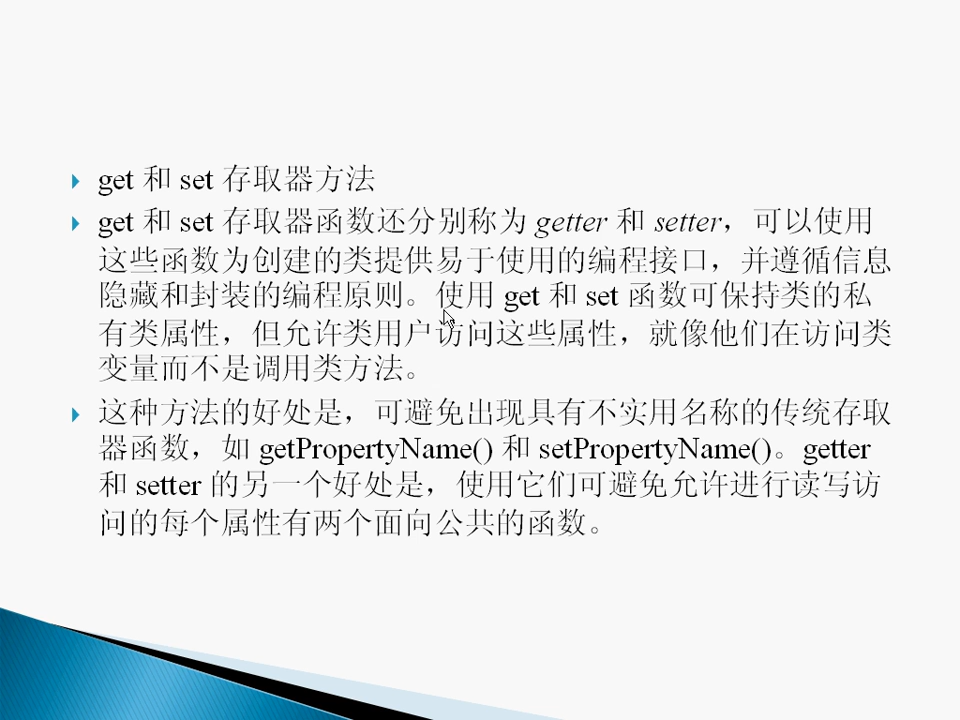 get 和 set 存取器方法
get 和 set 存取器函数还分别称为 getter 和 setter，可以使用
这些函数为创建的类提供易于使用的编程接口，并遵循信息
隐藏和封装的编程原则。使用 get 和 set 函数可保持类的私
有类属性，但允许类用户访问这些属性，就像他们在访问类
变量而不是调用类方法。
这种方法的好处是，可避免出现具有不实用名称的传统存取
器函数，如 getPropertyName() 和 setPropertyName()。getter
和 setter 的另一个好处是，使用它们可避免允许进行读写访
问的每个属性有两个面向公共的函数。